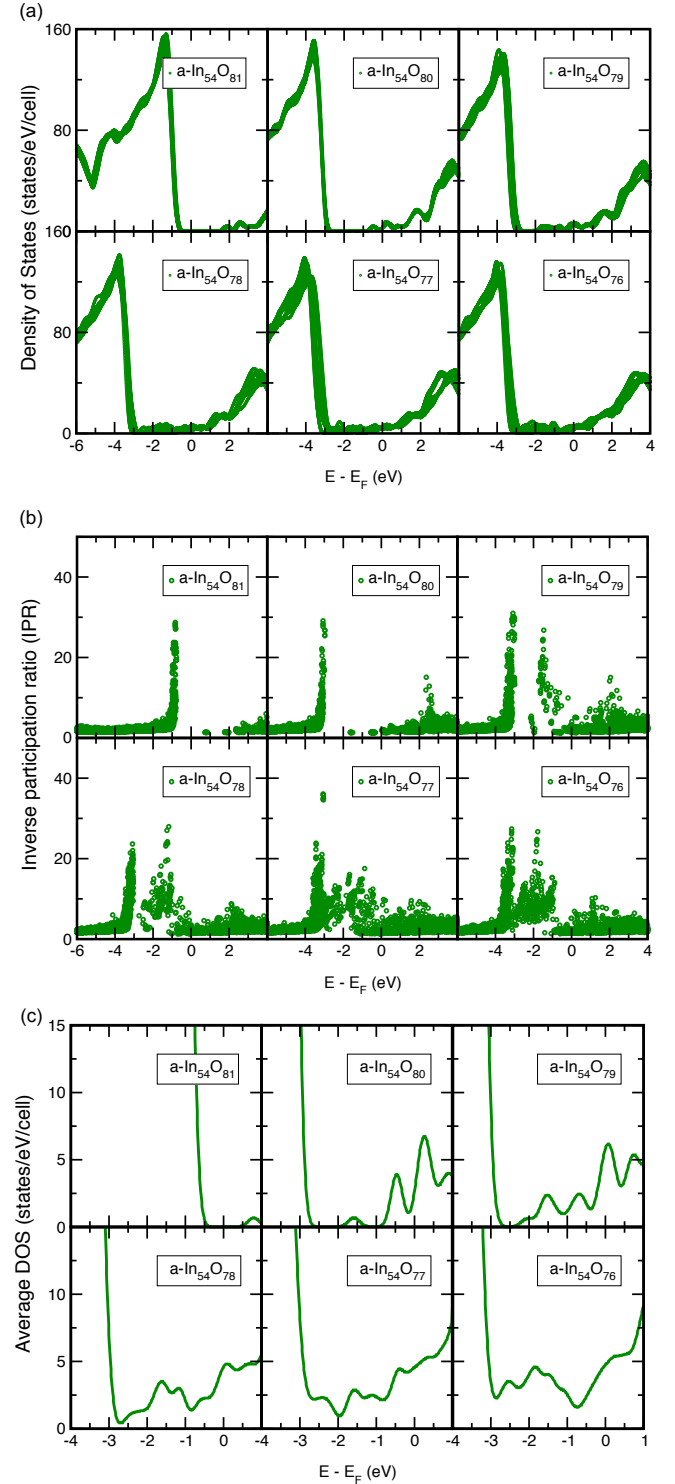 (a)
160
80
160
80
0
Density of States (states/eV/cell)
a-In54O81
a-In54O80
a-In54O79
a-In54O78
a-In54O77
a-In54O76
-6 -4 -2 0 2 -6 -4 -2 0 2 -6 -4 -2 0 2 4
E - EF (eV)
(b)
40
20
0
40
20
0
Inverse participation ratio (IPR)
a-In54O81
a-In54O80
a-In54O79
a-In54O78
a-In54O77
a-In54O76
-6 -4 -2 0 2 -6 -4 -2 0 2 -6 -4 -2 0 2 4
E - EF (eV)
(c)
15
10
5
0
10
5
0
Average DOS (states/eV/cell)
a-In54O81
a-In54O80
a-In54O79
a-In54O78
a-In54O77
a-In54O76
-4 -3 -2 -1 0 -4 -3 -2 -1 0 -4 -3 -2 -1 0 1
E - EF (eV)